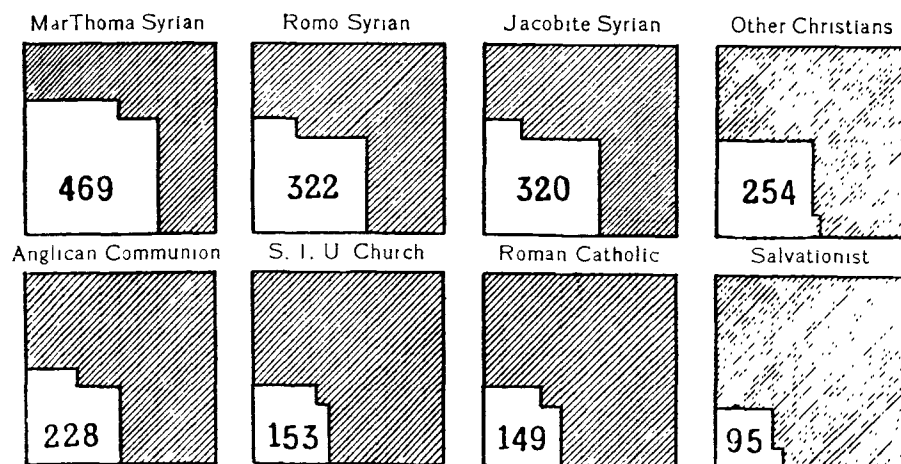 MarThoma Syrian Romo Syrian Jacobite Syrian Other Christians
469 322 320 254
Anglican Communion S. I. U Church Roman Catholic Salvationist
228 153 149 95